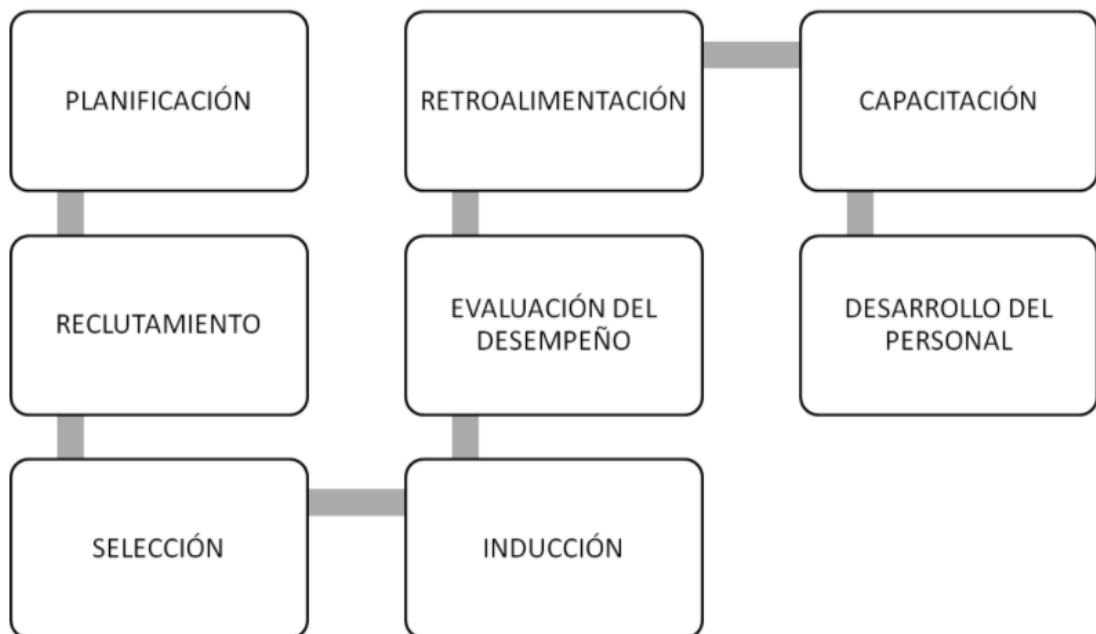 PLANIFICACIÓN
RECLUTAMIENTO
SELECCIÓN
INDUCCIÓN
EVALUACIÓN DEL
DESEMPEÑO
RETROALIMENTACIÓN
CAPACITACIÓN
DESARROLLO DEL
PERSONAL